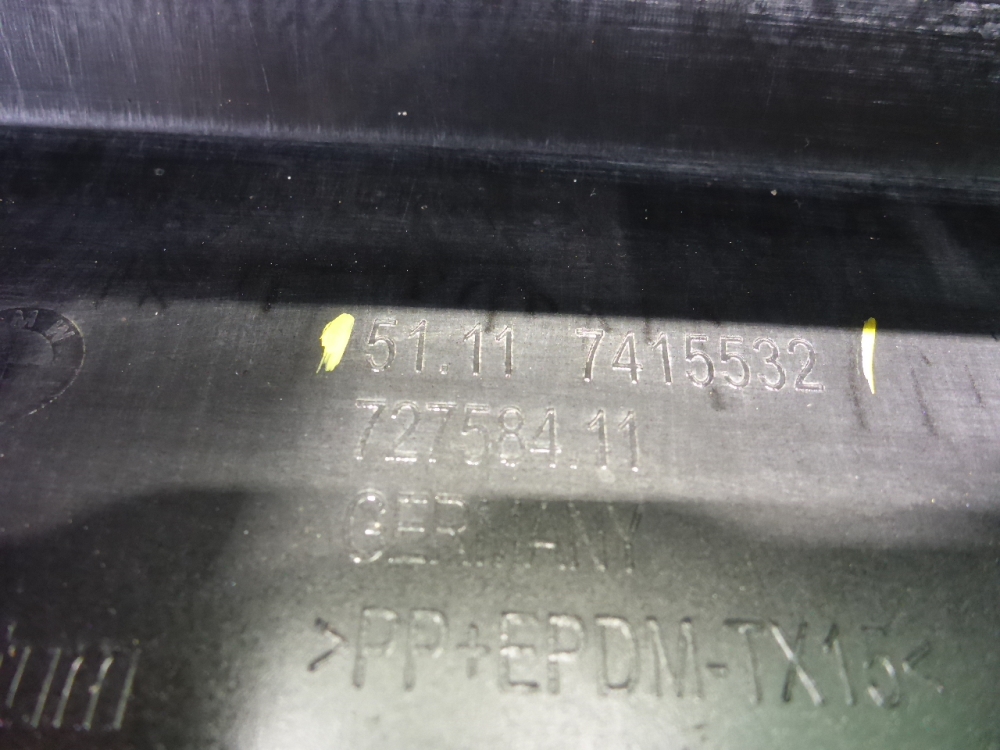 51.11 7415532
727584.11
GERMANY
>PP+EPDM-TX15<